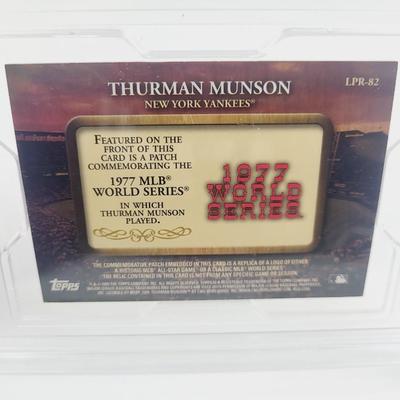 THURMAN MUNSON
LPR-82
NEW YORK YANKEES®
FEATURED ON THE
FRONT OF THIS
CARD IS A PATCH
COMMEMORATING THE
1977 MLB®
WORLD SERIES®
IN WHICH
THURMAN MUNSON
PLAYED.
1977
WORLD
SERIES
THE COMMEMORATIVE PATCH EMBEDDED IN THIS CARD IS A REPLICA OF A LOGO OF EITHER
A HISTORIC MLB® ALL-STAR GAME® OR A CLASSIC MLB® WORLD SERIES®
THE RELIC CONTAINED IN THIS CARD IS NOT FROM ANY SPECIFIC GAME OR SEASON.
TOPPS